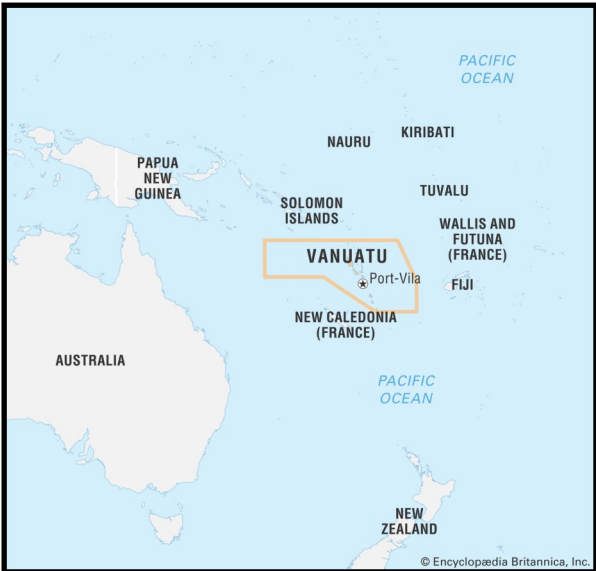 PACIFIC
OCEAN
NAURU
KIRIBATI
PAPUA
NEW
GUINEA
SOLOMON
ISLANDS
TUVALU
WALLIS AND
FUTUNA
(FRANCE)
VANUATU
Port-Vila
FIJI
NEW CALEDONIA
(FRANCE)
AUSTRALIA
PACIFIC
OCEAN
NEW
ZEALAND
© Encyclopædia Britannica, Inc.